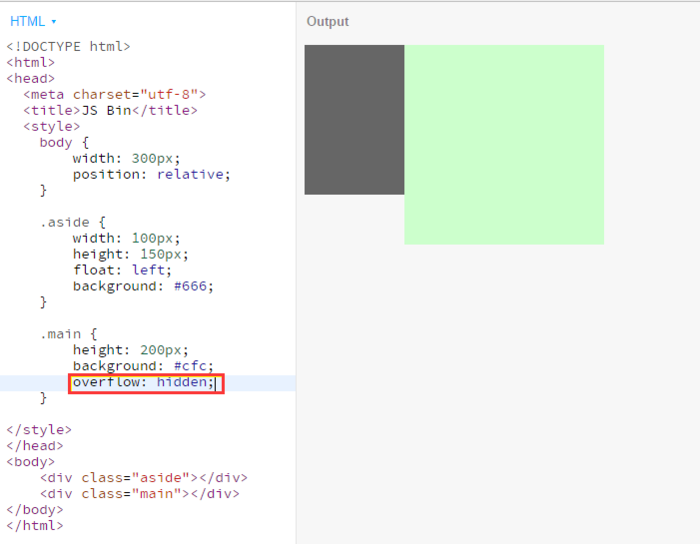 HTML ▾
Output
<!DOCTYPE html>
<html>
<head>
  <meta charset="utf-8">
  <title>JS Bin</title>
  <style>
    body {
        width: 300px;
        position: relative;
    }

    .aside {
        width: 100px;
        height: 150px;
        float: left;
        background: #666;
    }

    .main {
        height: 200px;
        background: #cfc;
        overflow: hidden;
    }

</style>
</head>
<body>
    <div class="aside"></div>
    <div class="main"></div>
</body>
</html>